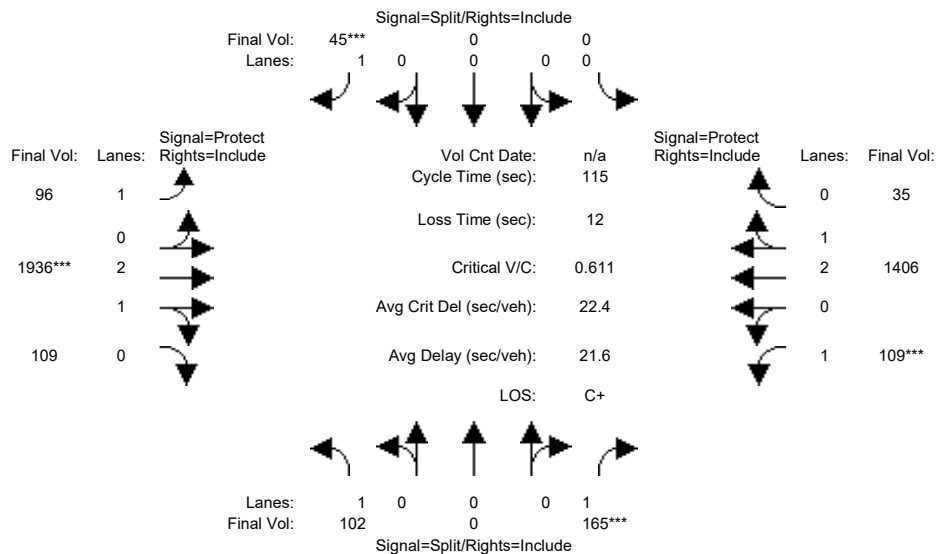 Signal=Split/Rights=Include
Final Vol: 45*** 0 0
Lanes: 1 0 0 0 0
Signal=Protect
Final Vol: Lanes: Rights=Include
Vol Cnt Date: n/a
Signal=Protect
Rights=Include Lanes: Final Vol:
Cycle Time (sec): 115
96 1
0 35
Loss Time (sec): 12
0
1
1936*** 2
Critical V/C: 0.611
2 1406
1
Avg Crit Del (sec/veh): 22.4
0
109 0
Avg Delay (sec/veh): 21.6
1 109***
LOS: C+
Lanes: 1 0 0 0 1
Final Vol: 102 0 165***
Signal=Split/Rights=Include